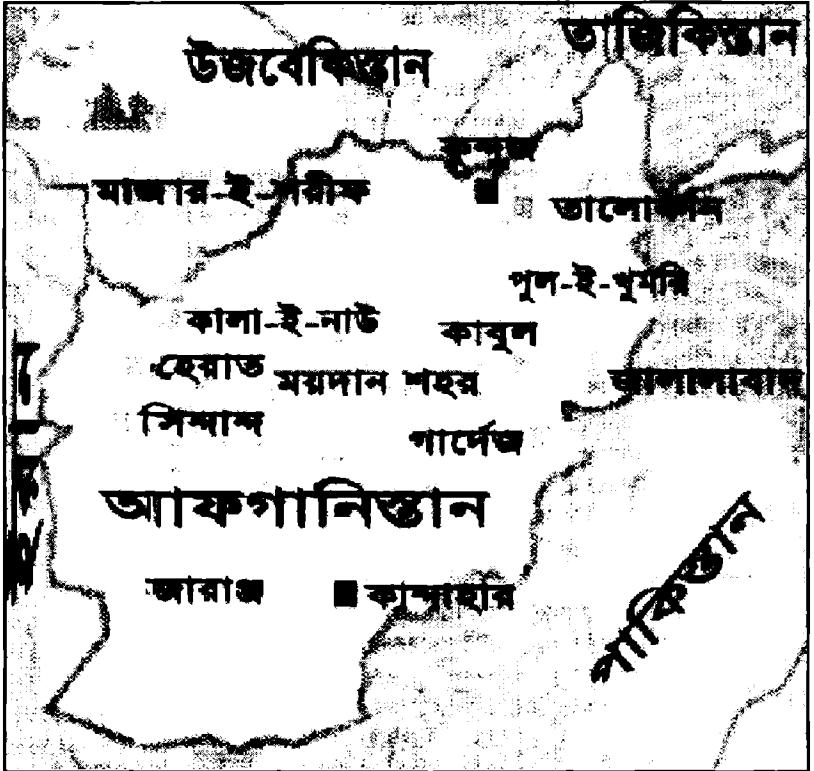 তাজিকিস্তান
উজবেকিস্তান
কুন্দুজ
মাজার-ই-শরীফ
তালোকান
পুল-ই-খুমরি
কালা-ই-নাউ
কাবুল
হেরাত
ময়দান শহর
জালালাবাদ
সিন্দান্দ
গার্দেজ
আফগানিস্তান
পাকিস্তান
জারাঞ্জ
কান্দাহার